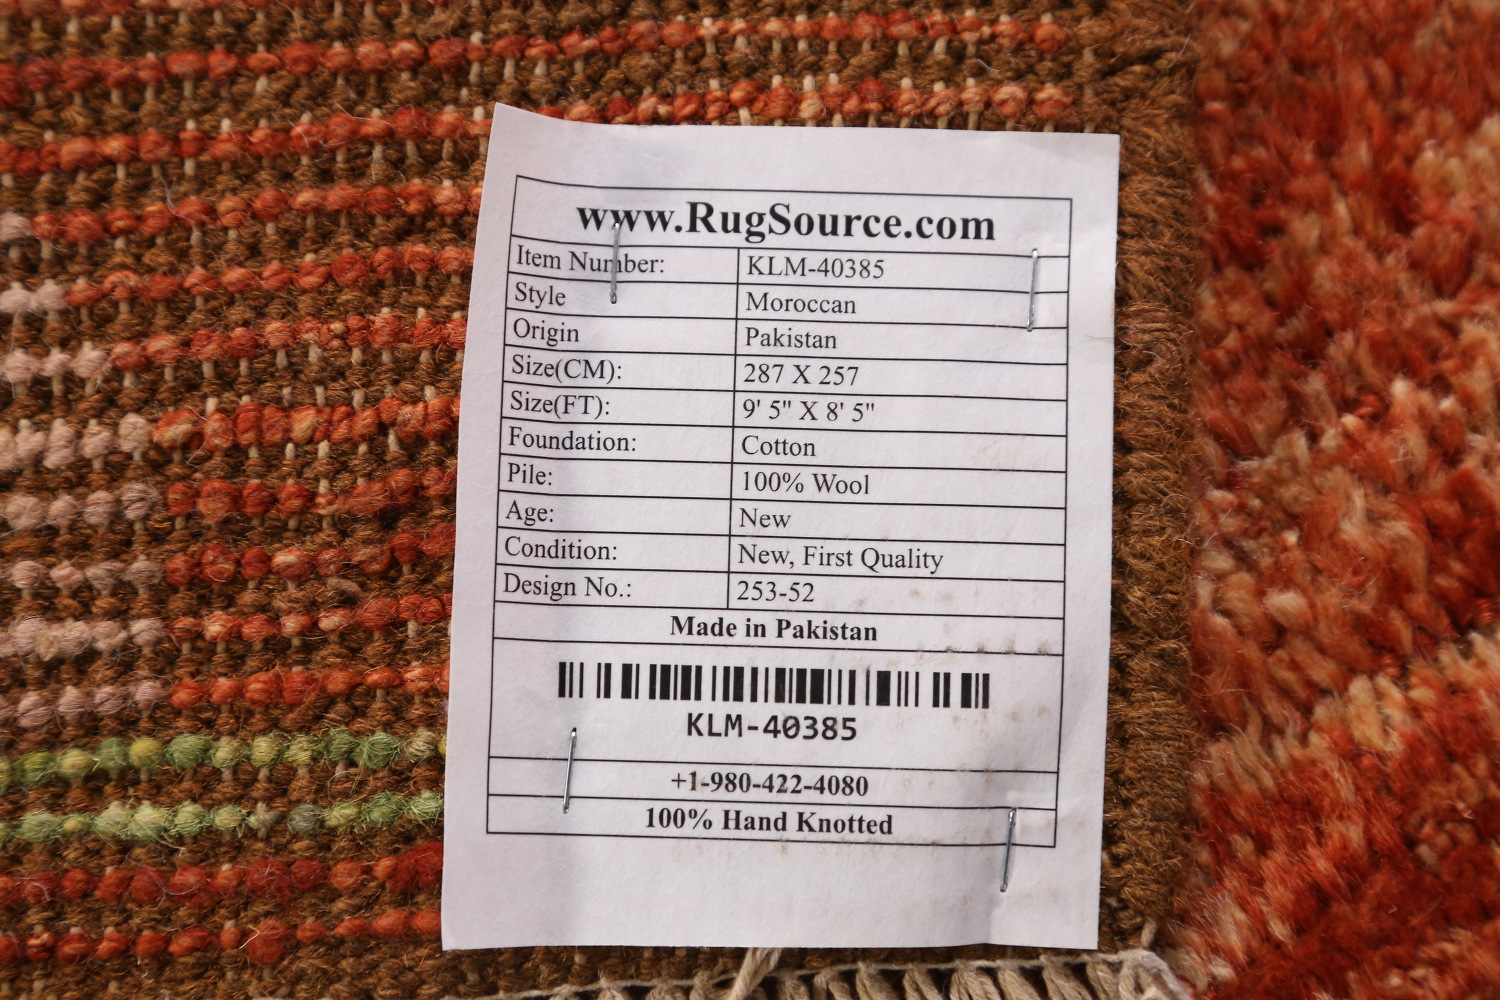 www.RugSource.com
Item Number: KLM-40385
Style Moroccan
Origin Pakistan
Size(CM): 287 X 257
Size(FT): 9' 5" X 8' 5"
Foundation: Cotton
Pile: 100% Wool
Age: New
Condition: New, First Quality
Design No.: 253-52
Made in Pakistan
KLM-40385
+1-980-422-4080
100% Hand Knotted